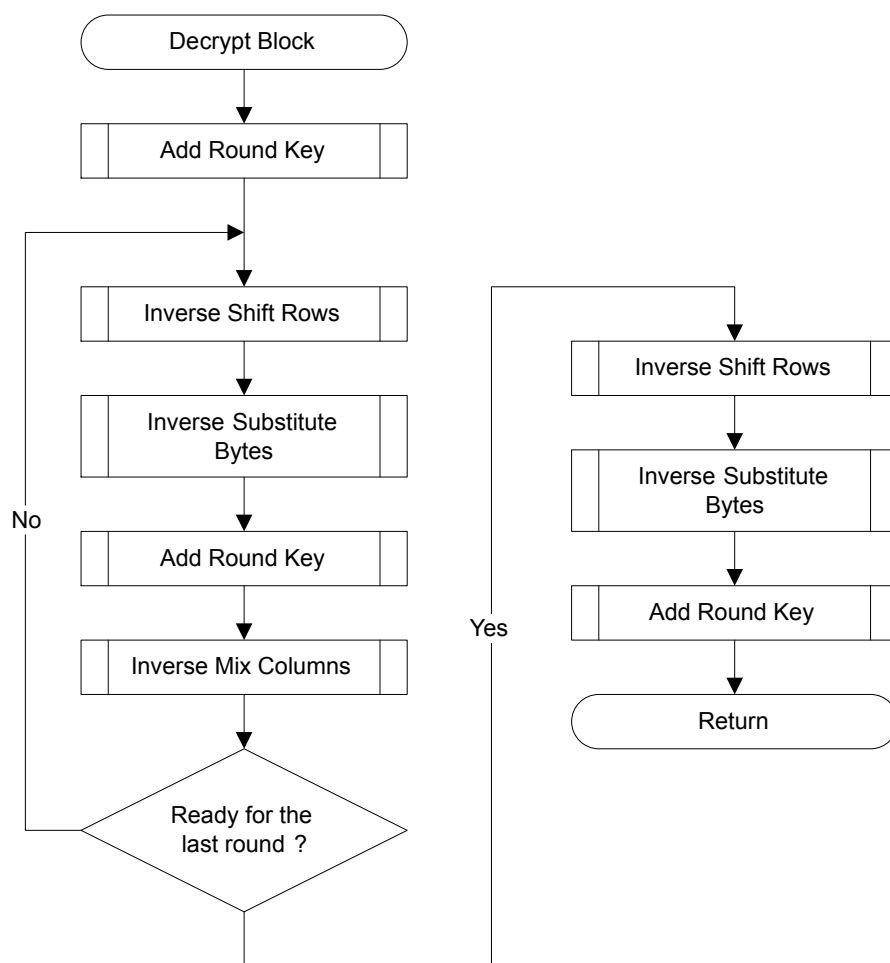 Decrypt Block
Add Round Key
Inverse Shift Rows
Inverse Substitute
Bytes
No
Add Round Key
Inverse Mix Columns
Ready for the
last round ?
Yes
Inverse Shift Rows
Inverse Substitute
Bytes
Add Round Key
Return